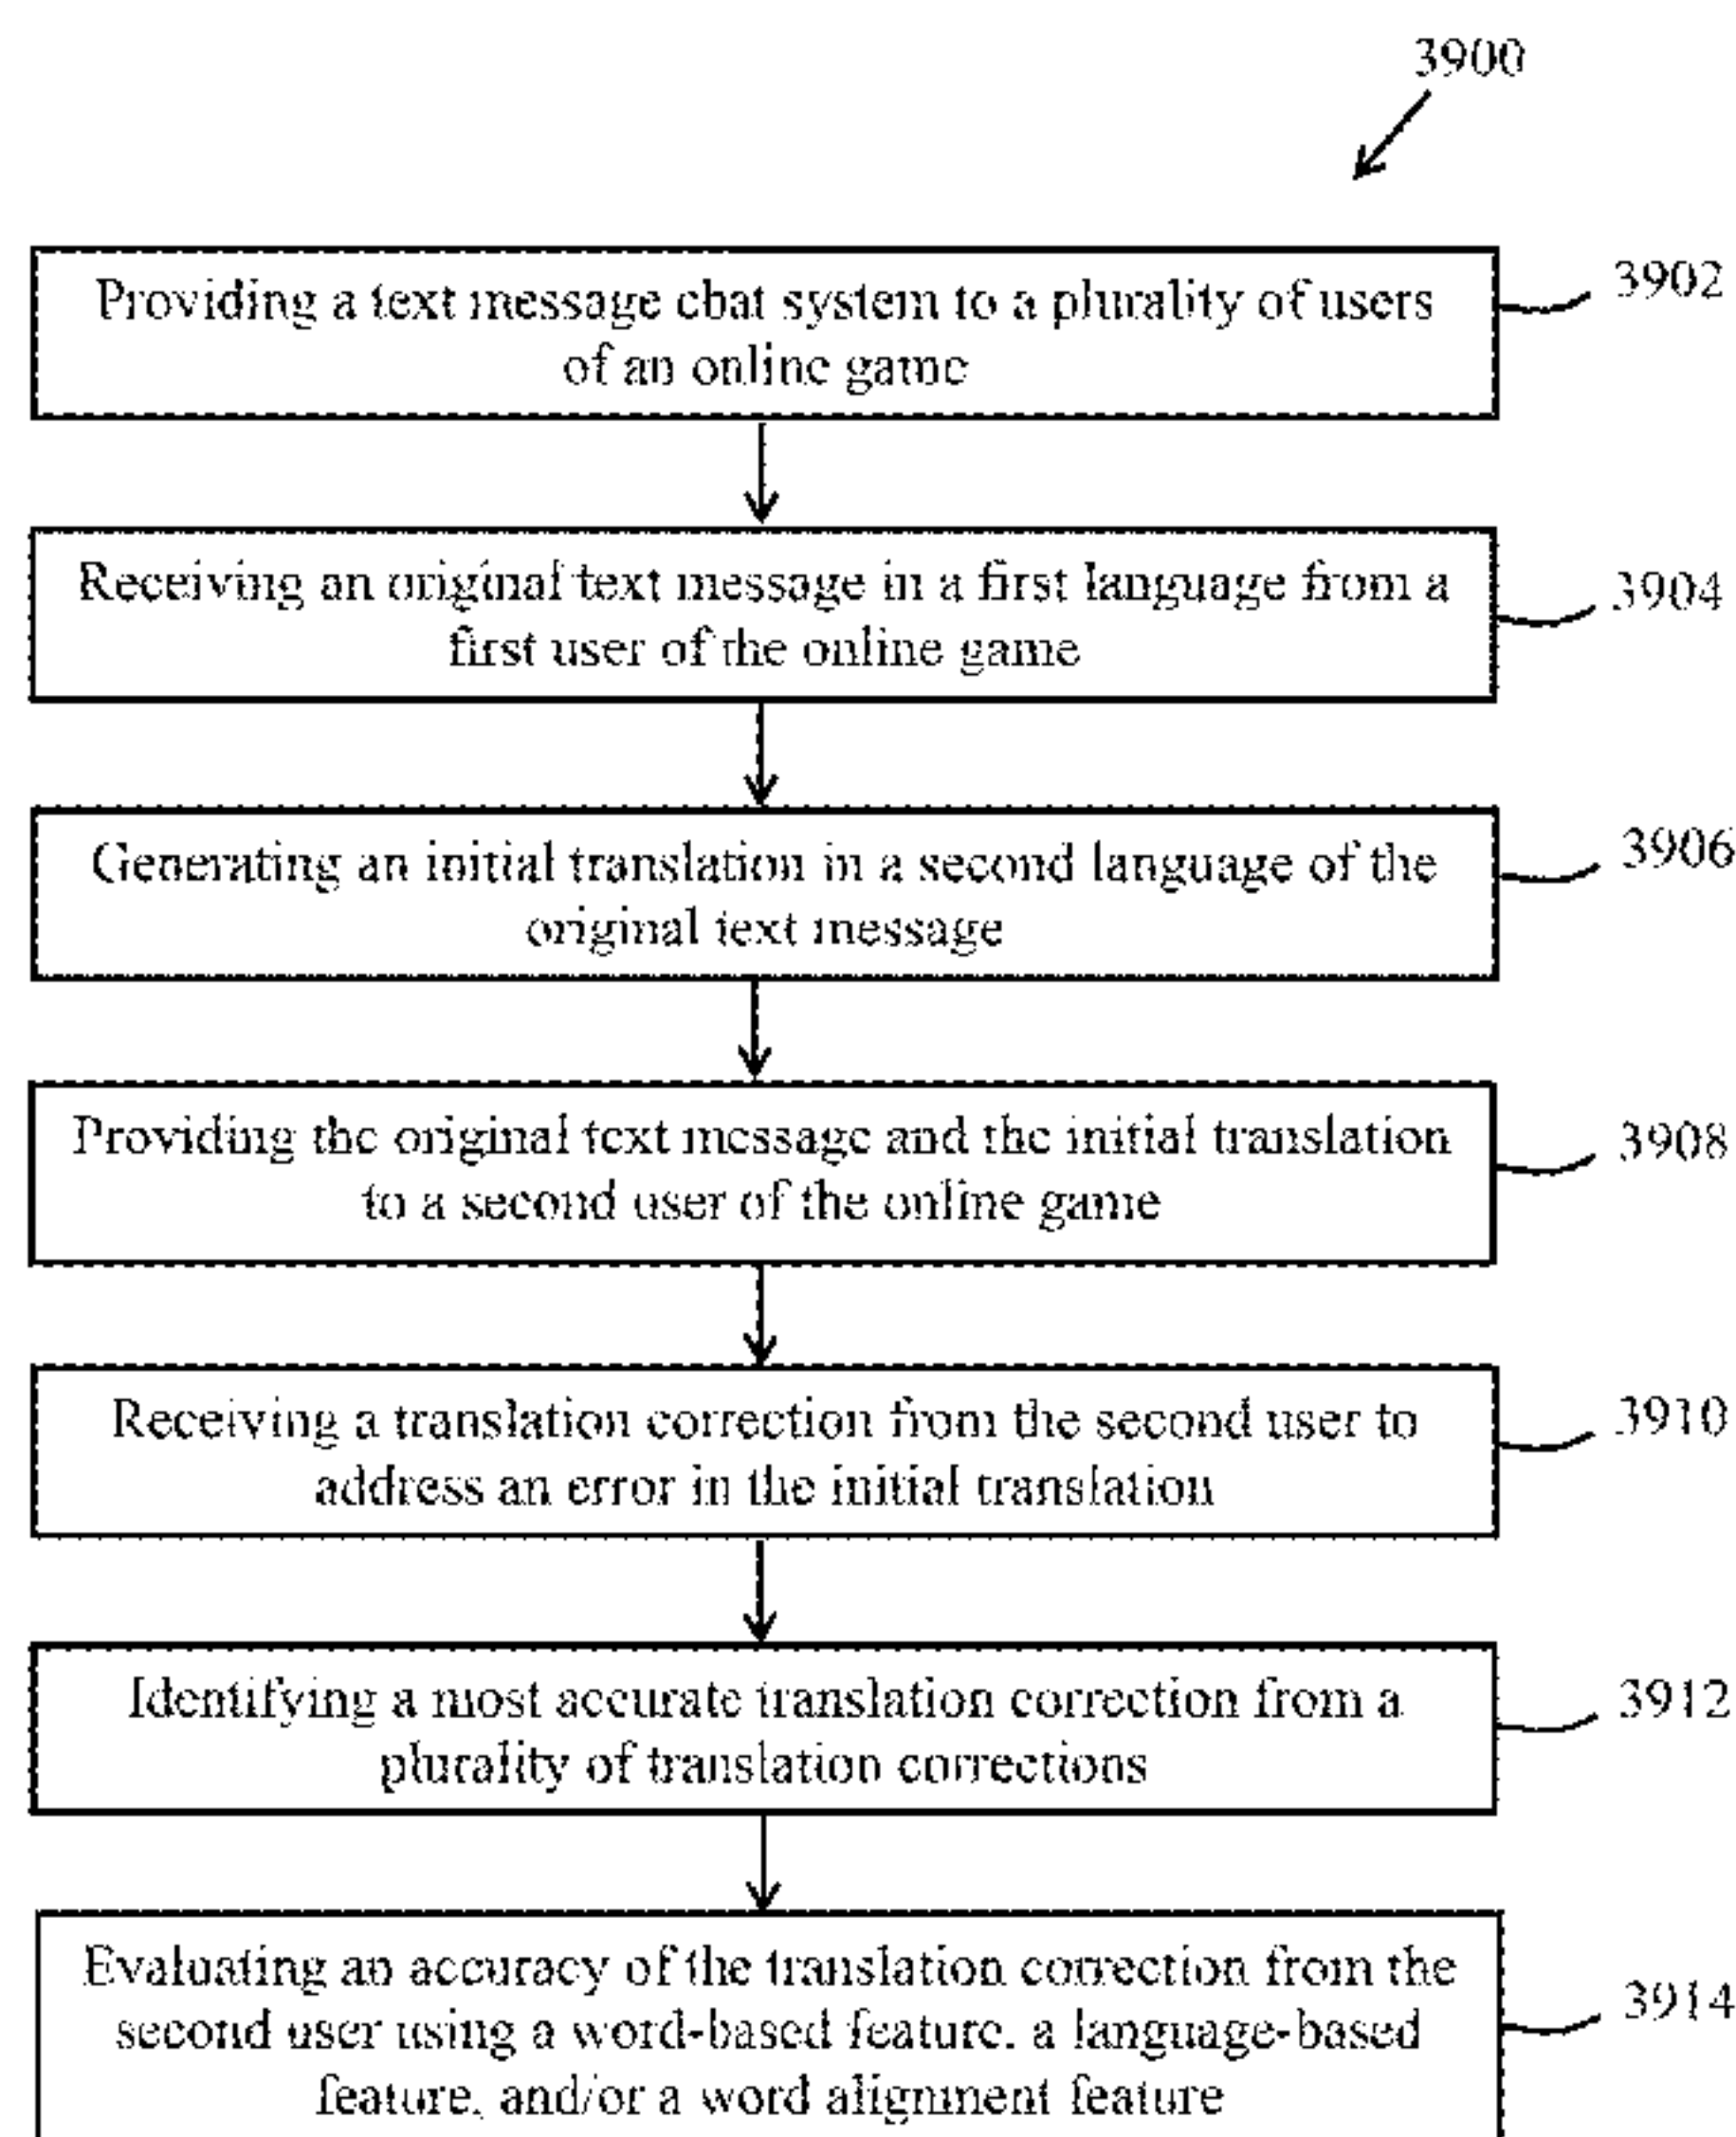 3900
Providing a text message chat system to a plurality of users
of an online game
3902
Receiving an original text message in a first language from a
first user of the online game
3904
Generating an initial translation in a second language of the
original text message
3906
Providing the original text message and the initial translation
to a second user of the online game
3908
Receiving a translation correction from the second user to
address an error in the initial translation
3910
Identifying a most accurate translation correction from a
plurality of translation corrections
3912
Evaluating an accuracy of the translation correction from the
second user using a word-based feature, a language-based
feature, and/or a word alignment feature
3914